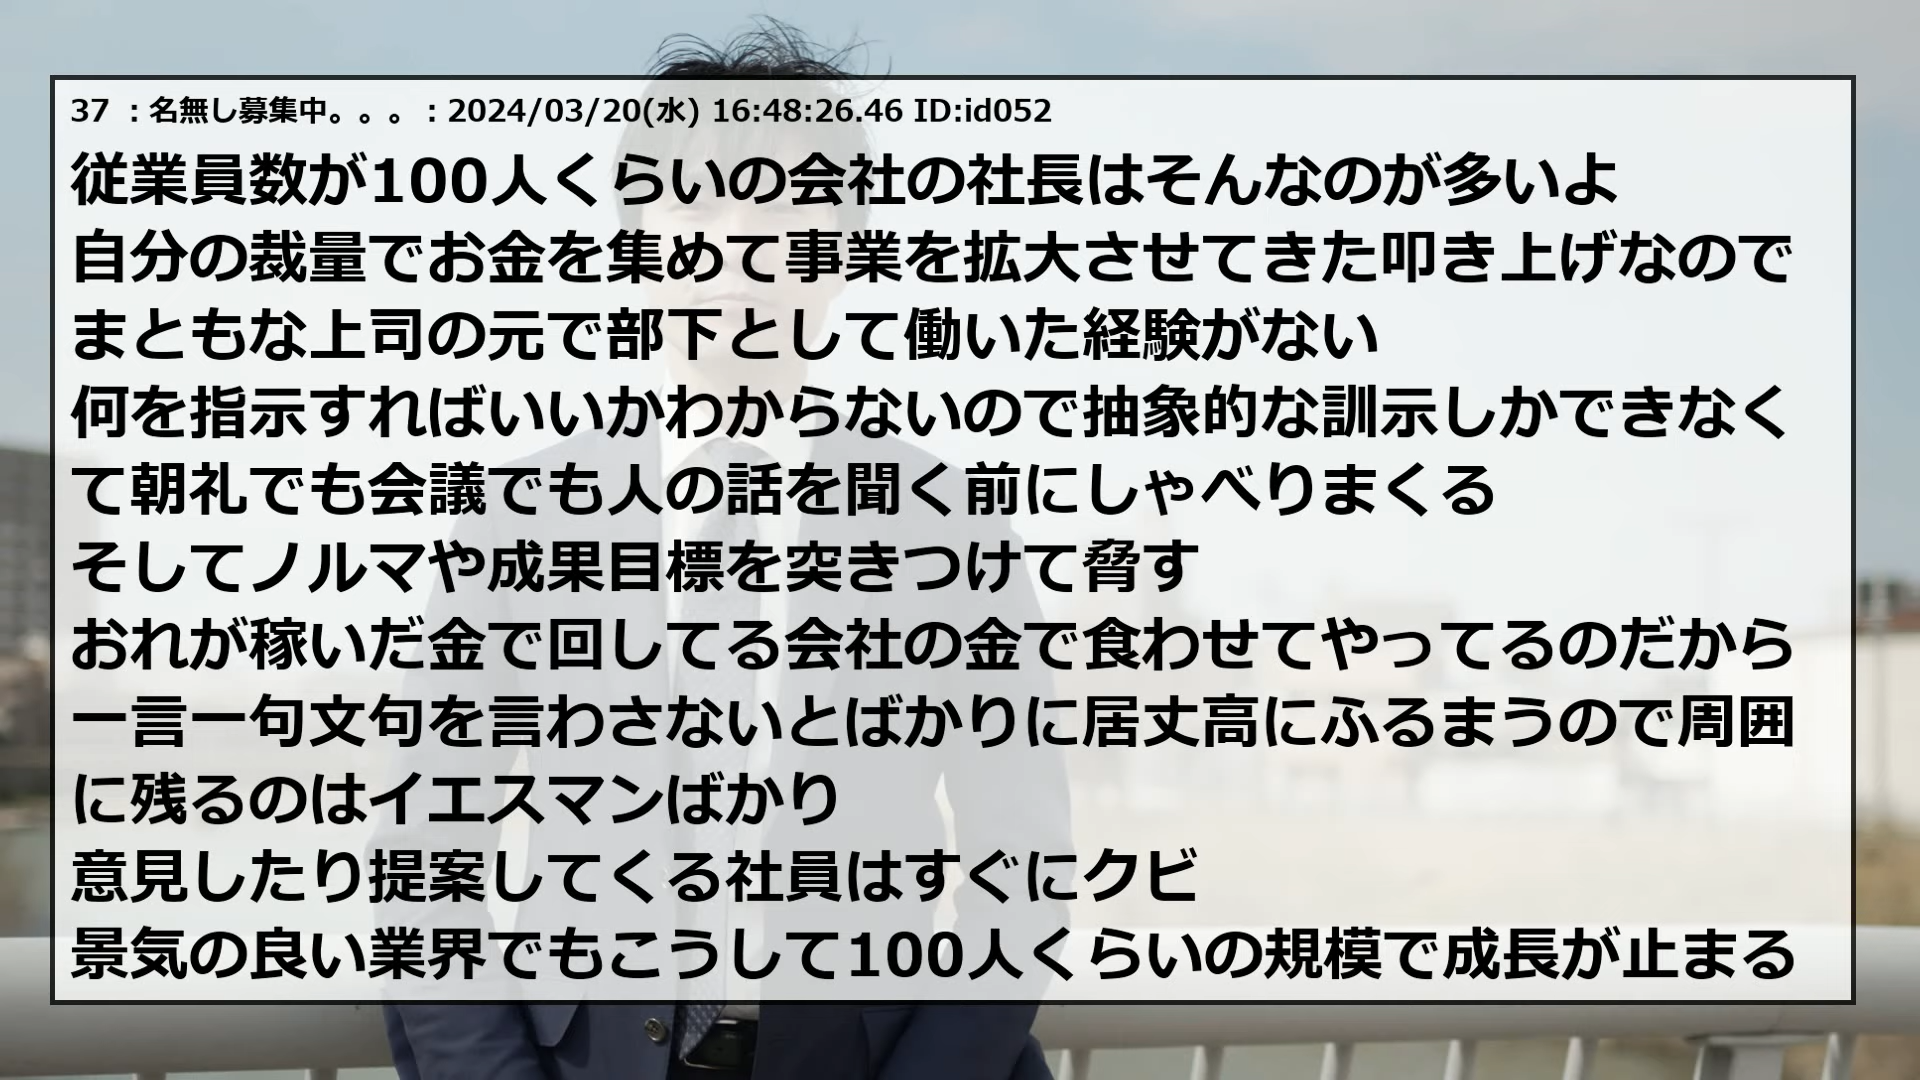 37 ：名無し募集中。。。：2024/03/20(水) 16:48:26.46 ID:id052
従業員数が100人くらいの会社の社長はそんなのが多いよ
自分の裁量でお金を集めて事業を拡大させてきた叩き上げなので
まともな上司の元で部下として働いた経験がない
何を指示すればいいかわからないので抽象的な訓示しかできなく
て朝礼でも会議でも人の話を聞く前にしゃべりまくる
そしてノルマや成果目標を突きつけて脅す
おれが稼いだ金で回してる会社の金で食わせてやってるのだから
一言一句文句を言わさないとばかりに居丈高にふるまうので周囲
に残るのはイエスマンばかり
意見したり提案してくる社員はすぐにクビ
景気の良い業界でもこうして100人くらいの規模で成長が止まる